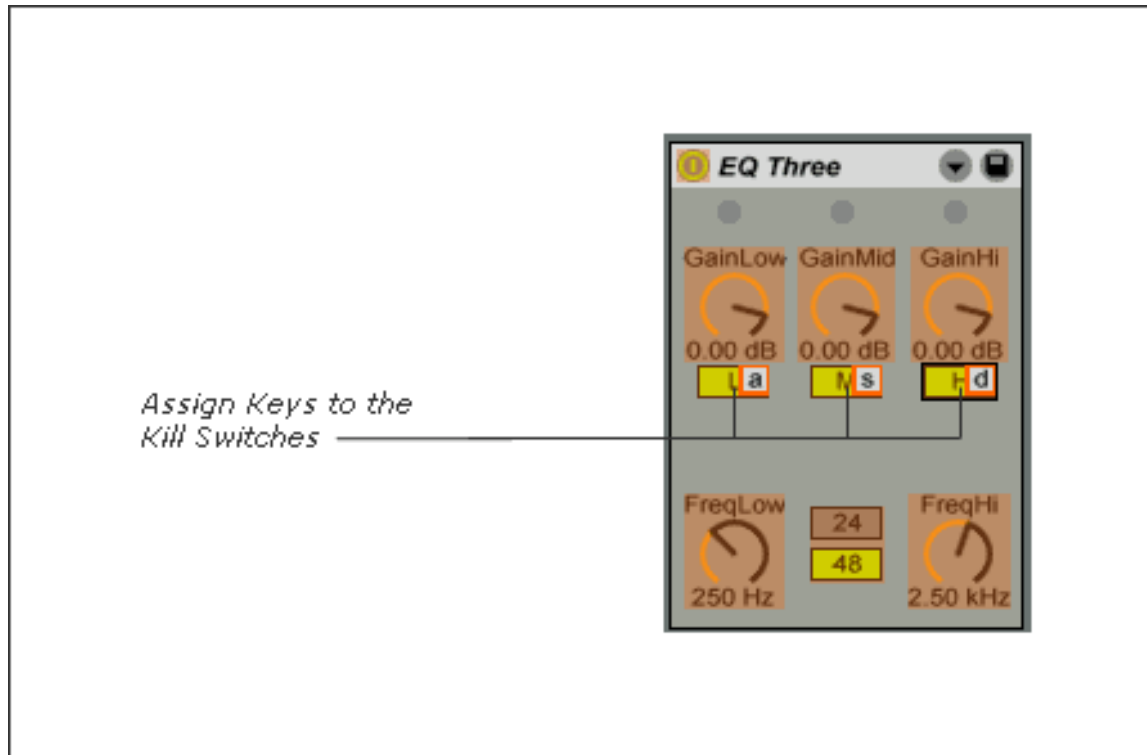 EQ Three
GainLow GainMid GainHi
0.00 dB 0.00 dB 0.00 dB
L a M s H d
Assign Keys to the
Kill Switches
FreqLow FreqHi
24
48
250 Hz 2.50 kHz